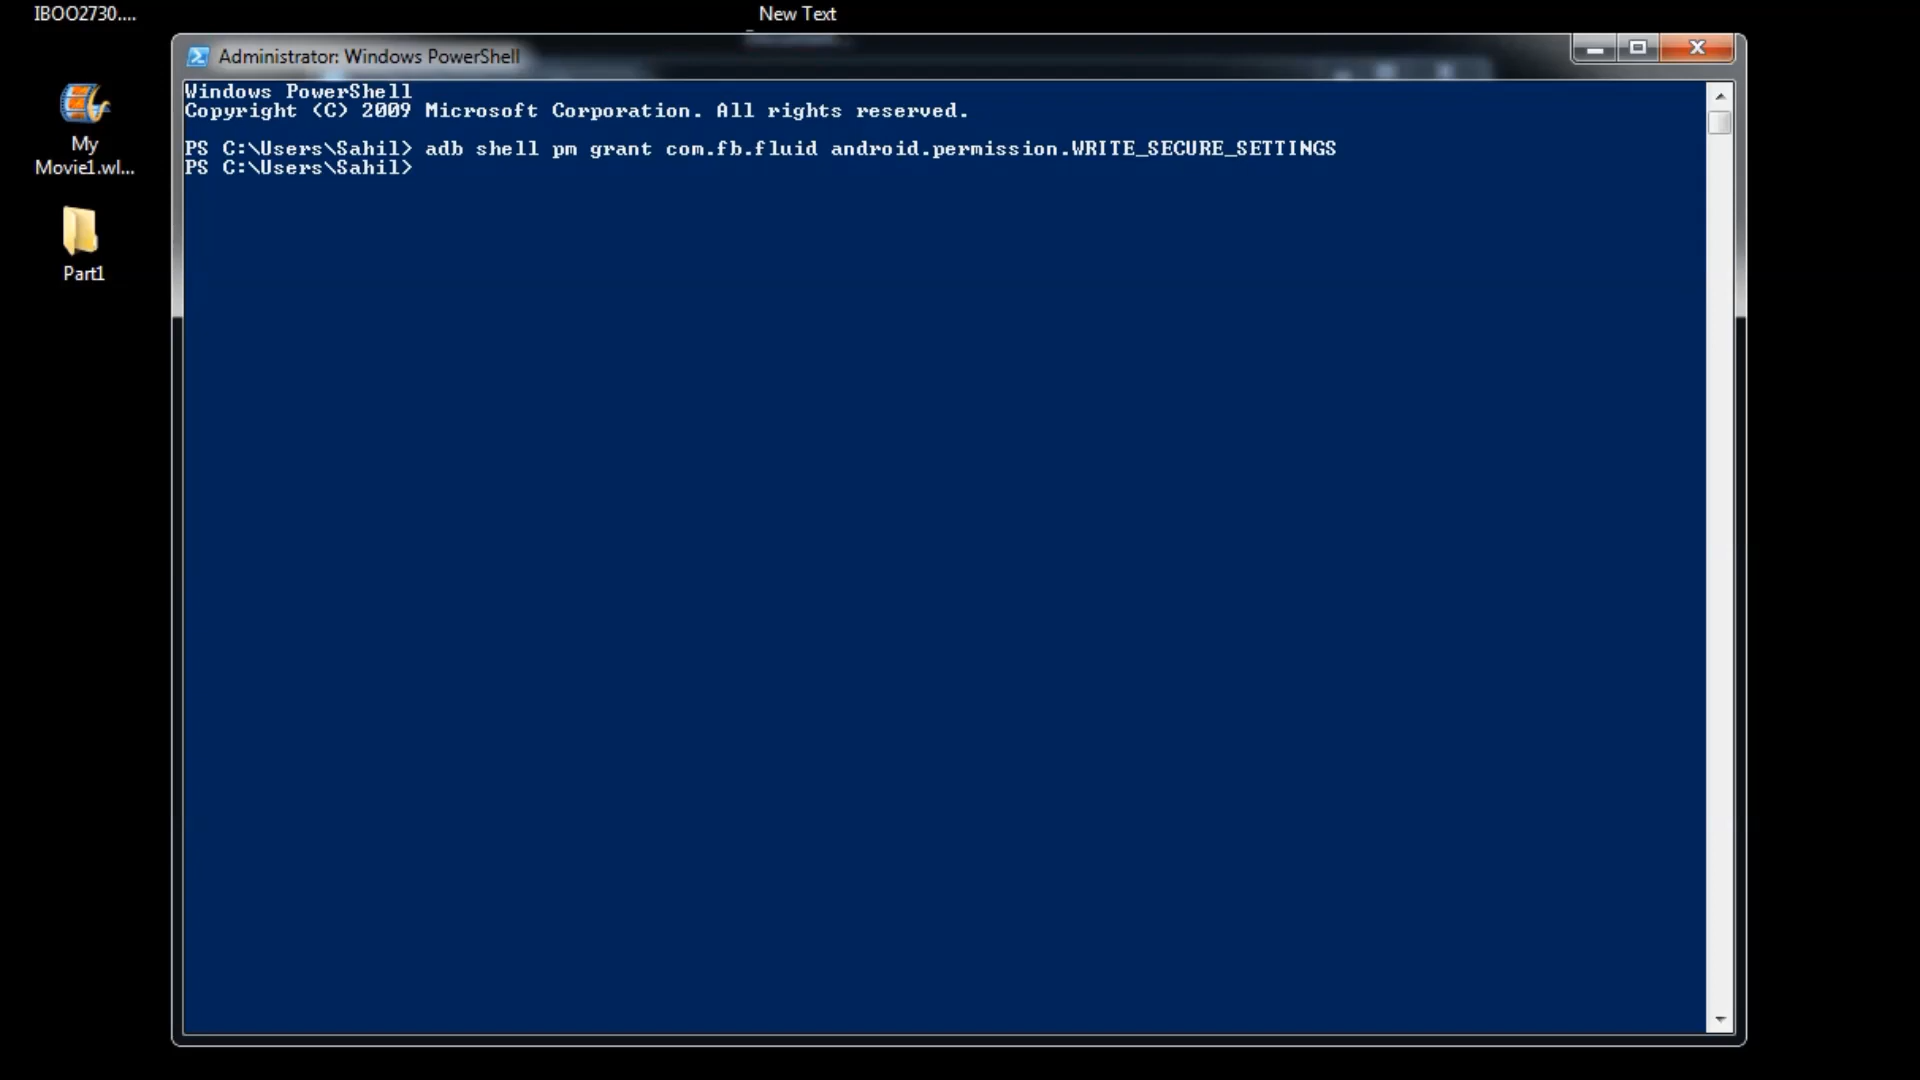 IBOO2730....
New Text
Administrator: Windows PowerShell
Windows PowerShell
Copyright (C) 2009 Microsoft Corporation. All rights reserved.
My
Movie1.wl...
PS C:\Users\Sahil> adb shell pm grant com.fb.fluid android.permission.WRITE_SECURE_SETTINGS
PS C:\Users\Sahil>
Part1